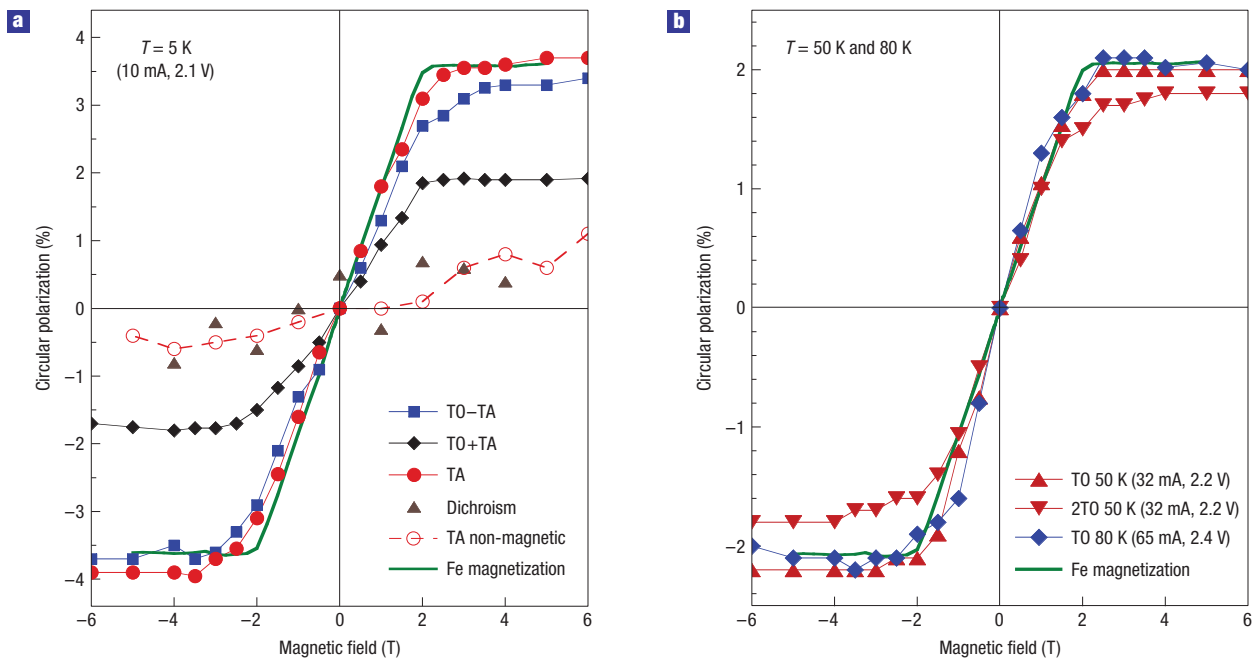 a
T = 5 K
(10 mA, 2.1 V)
Circular polarization (%)
4
3
2
1
0
−1
−2
−3
−4
−6
−4
−2
0
2
4
6
Magnetic field (T)
TO−TA
TO+TA
TA
Dichroism
TA non-magnetic
Fe magnetization
b
T = 50 K and 80 K
Circular polarization (%)
2
1
0
−1
−2
−6
−4
−2
0
2
4
6
Magnetic field (T)
TO 50 K (32 mA, 2.2 V)
2TO 50 K (32 mA, 2.2 V)
TO 80 K (65 mA, 2.4 V)
Fe magnetization